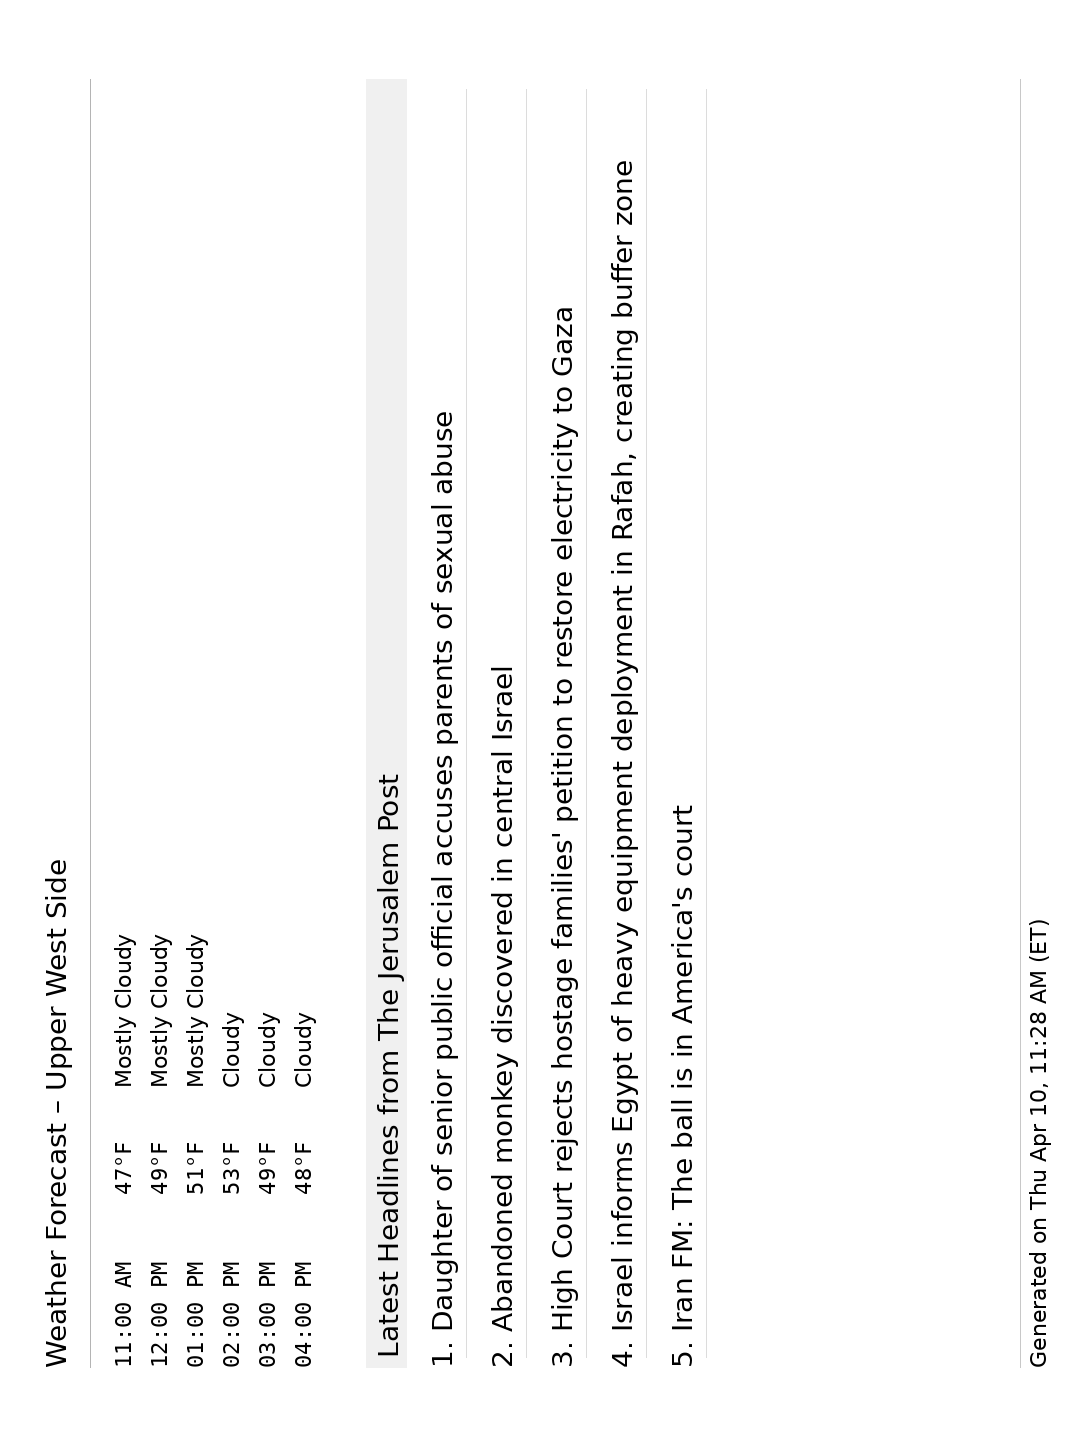 Weather Forecast – Upper West Side
11:00 AM 47°F Mostly Cloudy
12:00 PM 49°F Mostly Cloudy
01:00 PM 51°F Mostly Cloudy
02:00 PM 53°F Cloudy
03:00 PM 49°F Cloudy
04:00 PM 48°F Cloudy
Latest Headlines from The Jerusalem Post
1. Daughter of senior public official accuses parents of sexual abuse
2. Abandoned monkey discovered in central Israel
3. High Court rejects hostage families' petition to restore electricity to Gaza
4. Israel informs Egypt of heavy equipment deployment in Rafah, creating buffer zone
5. Iran FM: The ball is in America's court
Generated on Thu Apr 10, 11:28 AM (ET)